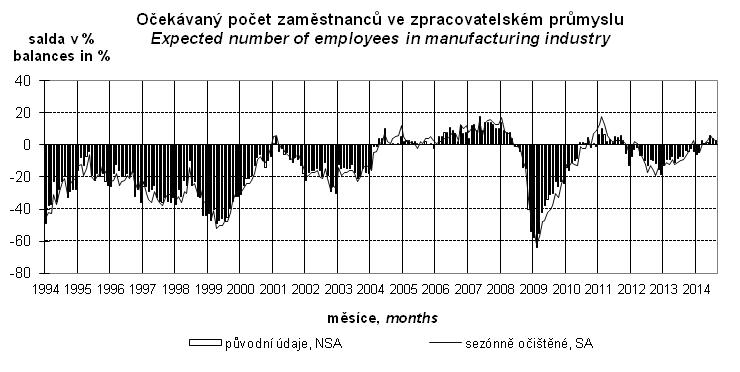 Očekávaný počet zaměstnanců ve zpracovatelském průmyslu
Expected number of employees in manufacturing industry
salda v %
balances in %
40
20
0
-20
-40
-60
-80
1994 1995 1996 1997 1998 1999 2000 2001 2002 2003 2004 2005 2006 2007 2008 2009 2010 2011 2012 2013 2014
měsíce, months
původní údaje, NSA
sezónně očištěné, SA